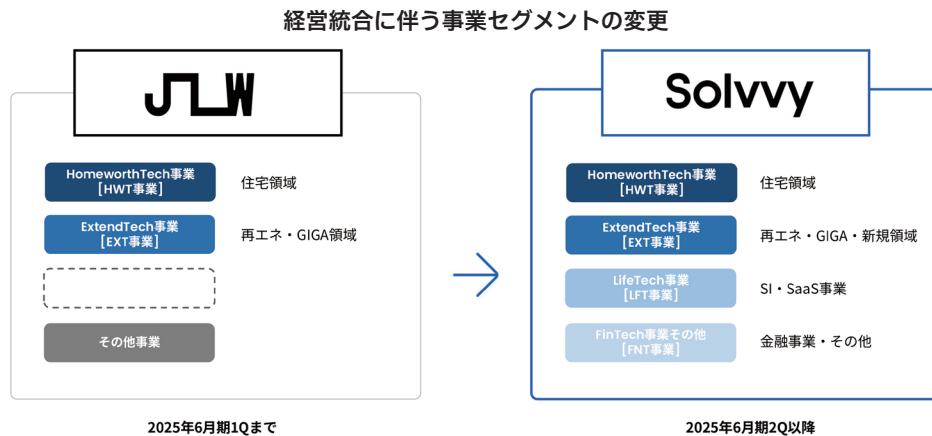 経営統合に伴う事業セグメントの変更
JLW
Solvvy
HomeworthTech事業
[HWT事業]
住宅領域
ExtendTech事業
[EXT事業]
再エネ・GIGA領域
その他事業
2025年6月期1Qまで
HomeworthTech事業
[HWT事業]
住宅領域
ExtendTech事業
[EXT事業]
再エネ・GIGA・新規領域
LifeTech事業
[LFT事業]
SI・SaaS事業
FinTech事業その他
[FNT事業]
金融事業・その他
2025年6月期2Q以降